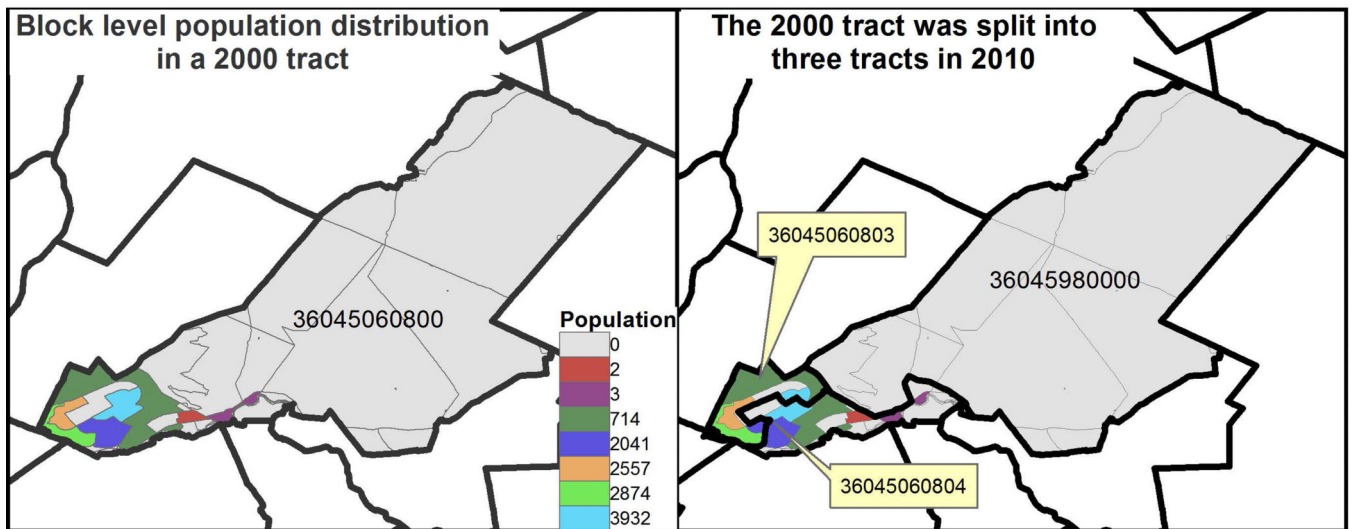 Block level population distribution
in a 2000 tract
36045060800
Population
0
2
3
714
2041
2557
2874
3932
The 2000 tract was split into
three tracts in 2010
36045060803
36045980000
36045060804